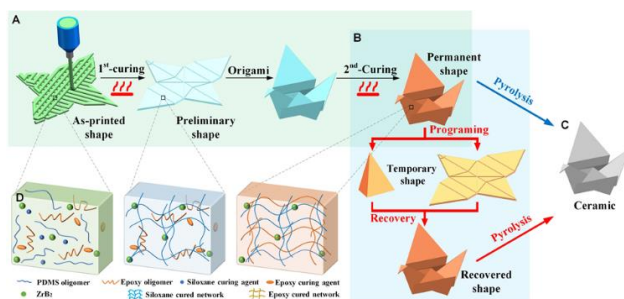 A
1st-curing
Origami
2nd-Curing
B
Permanent
shape
As-printed
shape
Preliminary
shape
Pyrolysis
Programing
C
Temporary
shape
Ceramic
D
Recovery
Pyrolysis
Recovered
shape
PDMS oligomer
Epoxy oligomer
Siloxane curing agent
Epoxy curing agent
ZrB₂
Siloxane cured network
Epoxy cured network